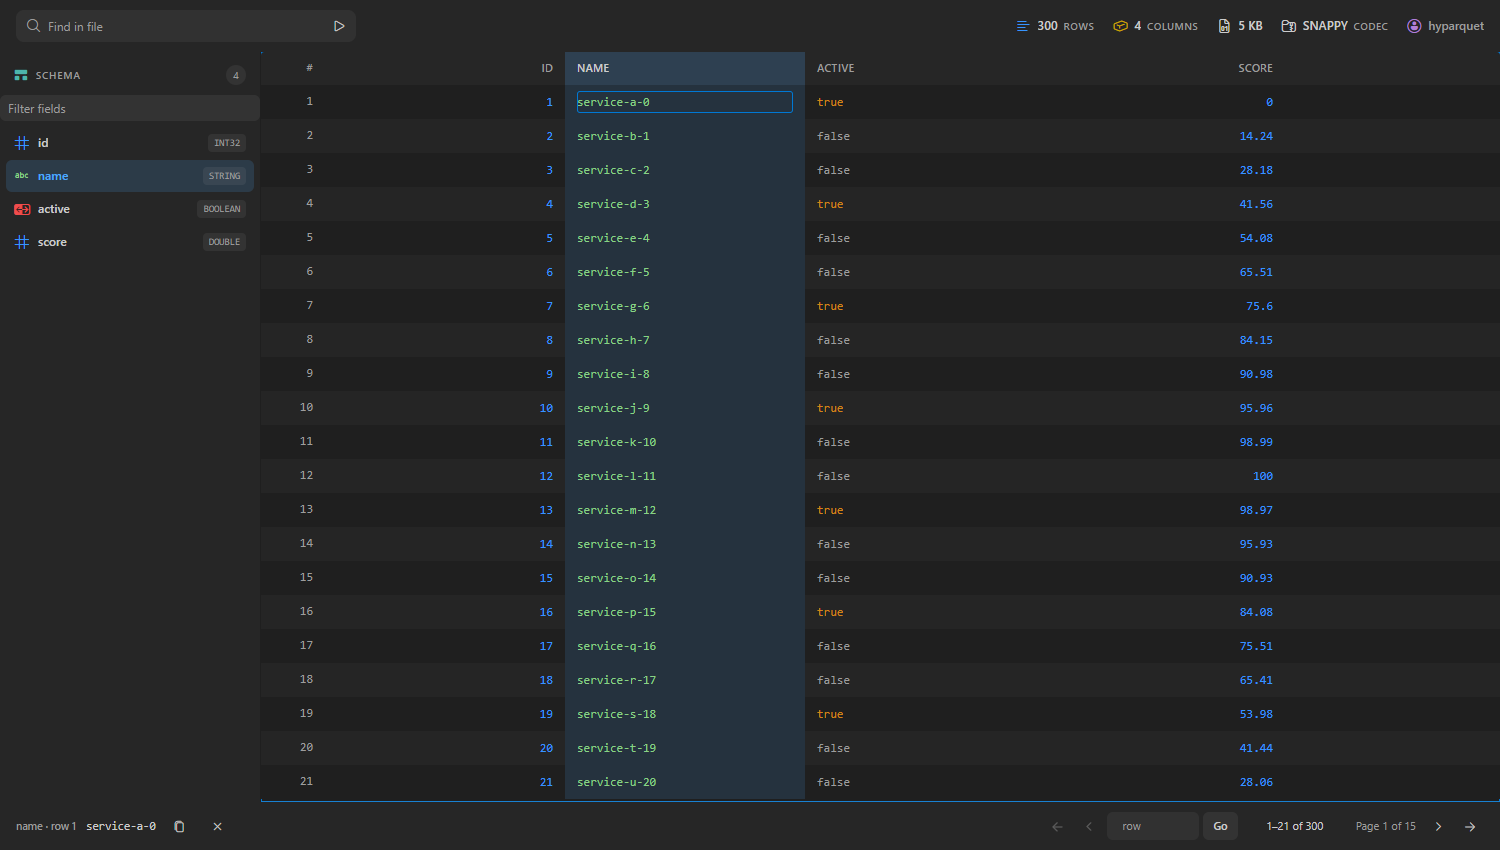 Find in file
300 ROWS 4 COLUMNS 5 KB SNAPPY CODEC hyparquet
SCHEMA 4
Filter fields
id INT32
abc name STRING
active BOOLEAN
score DOUBLE
# ID NAME ACTIVE SCORE
1 1 service-a-0 true 0
2 2 service-b-1 false 14.24
3 3 service-c-2 false 28.18
4 4 service-d-3 true 41.56
5 5 service-e-4 false 54.08
6 6 service-f-5 false 65.51
7 7 service-g-6 true 75.6
8 8 service-h-7 false 84.15
9 9 service-i-8 false 90.98
10 10 service-j-9 true 95.96
11 11 service-k-10 false 98.99
12 12 service-l-11 false 100
13 13 service-m-12 true 98.97
14 14 service-n-13 false 95.93
15 15 service-o-14 false 90.93
16 16 service-p-15 true 84.08
17 17 service-q-16 false 75.51
18 18 service-r-17 false 65.41
19 19 service-s-18 true 53.98
20 20 service-t-19 false 41.44
21 21 service-u-20 false 28.06
name · row 1 service-a-0 row Go 1–21 of 300 Page 1 of 15